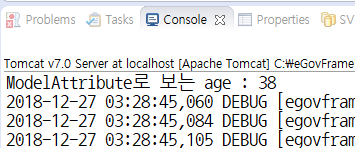 Problems Tasks Console Properties SV
Tomcat v7.0 Server at localhost [Apache Tomcat] C:₩eGovFrame
ModelAttribute로 보는 age : 38
2018-12-27 03:28:45,060 DEBUG [egovfram
2018-12-27 03:28:45,084 DEBUG [egovfram
2018-12-27 03:28:45,105 DEBUG [egovfram